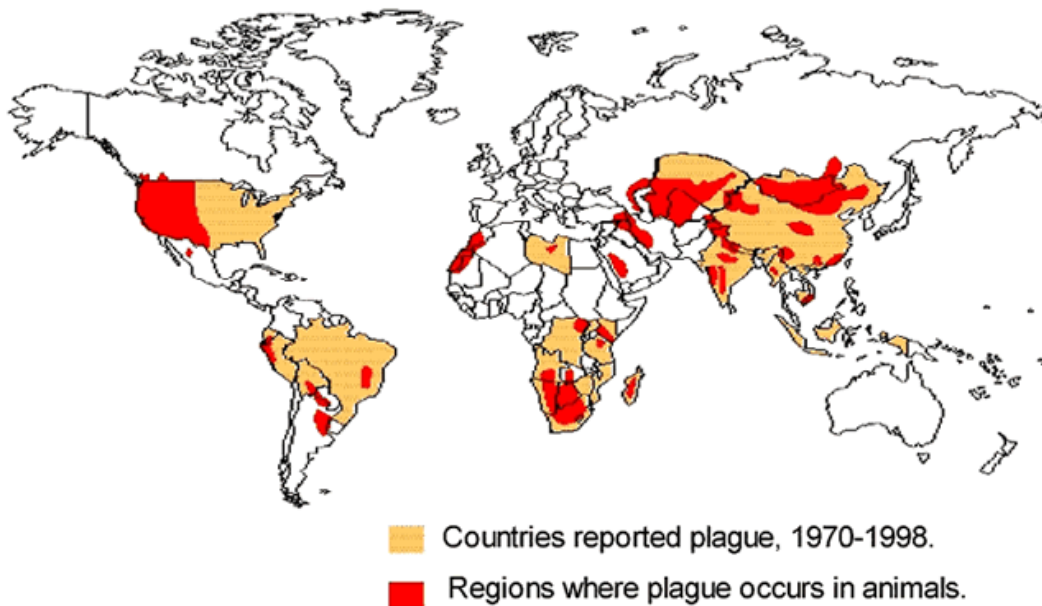 Countries reported plague, 1970-1998.
Regions where plague occurs in animals.